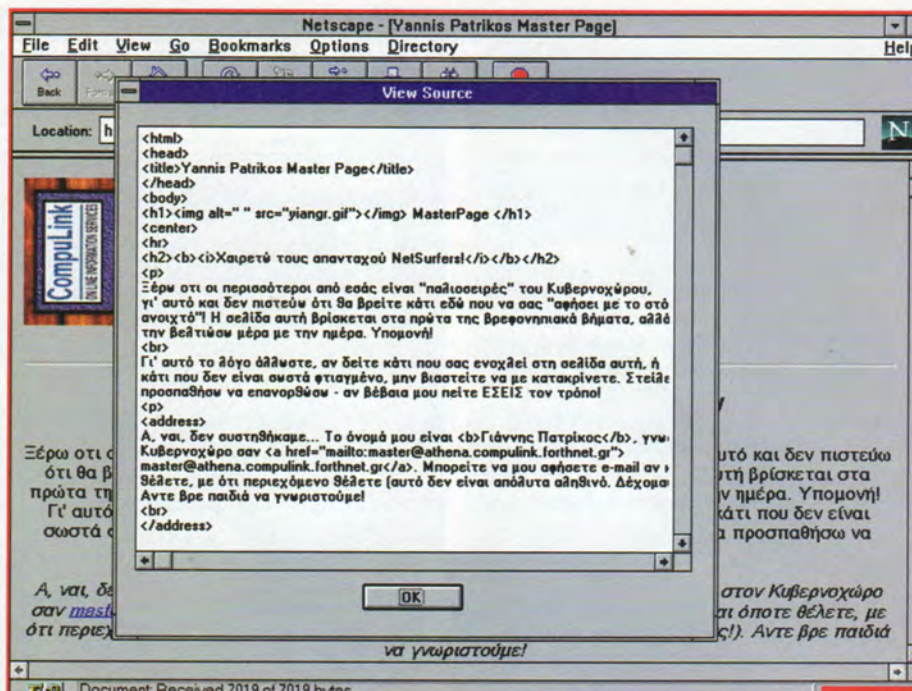 Netscape - [Yannis Patrikos Master Page]
File Edit View Go Bookmarks Options Directory Help
Back
View Source
Location:
N
CompuLink
ON LINE INFORMATION SERVICES
<html>
<head>
<title>Yannis Patrikos Master Page</title>
</head>
<body>
<h1><img alt=" " src="yiangr.gif"></img> MasterPage </h1>
<center>
<hr>
<h2><b><i>Χαιρετώ τους απανταχού NetSurfers!</i></b></h2>
<p>
Ξέρω οτι οι περισσότεροι από εσάς είναι "παλιοσειρές" του Κυβερνοχώρου,
γι' αυτό και δεν πιστεύω ότι θα βρείτε κάτι εδώ που να σας "αφήσει με το στό
ανοιχτό"! Η σελίδα αυτή βρίσκεται στα πρώτα της βρεφονηπιακά βήματα, αλλά
την βελτιώσω μέρα με την ημέρα. Υπομονή!
<br>
Γι' αυτό το λόγο άλλωστε, αν δείτε κάτι που σας ενοχλεί στη σελίδα αυτή, ή
κάτι που δεν είναι σωστά φτιαγμένο, μην βιαστείτε να με κατακρίνετε. Στείλε
προσπαθήσω να επανορθώσω - αν βέβαια μου πείτε ΕΣΕΙΣ τον τρόπο!
<p>
<address>
Α, ναι, δεν συστηθήκαμε... Το όνομά μου είναι <b>Γιάννης Πατρίκος</b>, γνω
Κυβερνοχώρο σαν <a href="mailto:master@athena.compulink.forthnet.gr">
master@athena.compulink.forthnet.gr</a>. Μπορείτε να μου αφήσετε e-mail αν
θέλετε, με ότι περιεχόμενο θέλετε (αυτό δεν είναι απόλυτα αληθινό. Δέχομαι
Αντε βρε παιδιά να γνωριστούμε!
<br>
</address>
OK
Ξέρω οτι ο υτό και δεν πιστεύω
ότι θα β τή βρίσκεται στα
πρώτα τη ν ημέρα. Υπομονή!
Γι' αυτό κάτι που δεν είναι
σωστά α προσπαθήσω να
Α, ναι, δε στον Κυβερνοχώρο
σαν mast αι όποτε θέλετε, με
ότι περιεχ ς!). Αντε βρε παιδιά
να γνωριστούμε!
Document Received 2019 of 2019 bytes